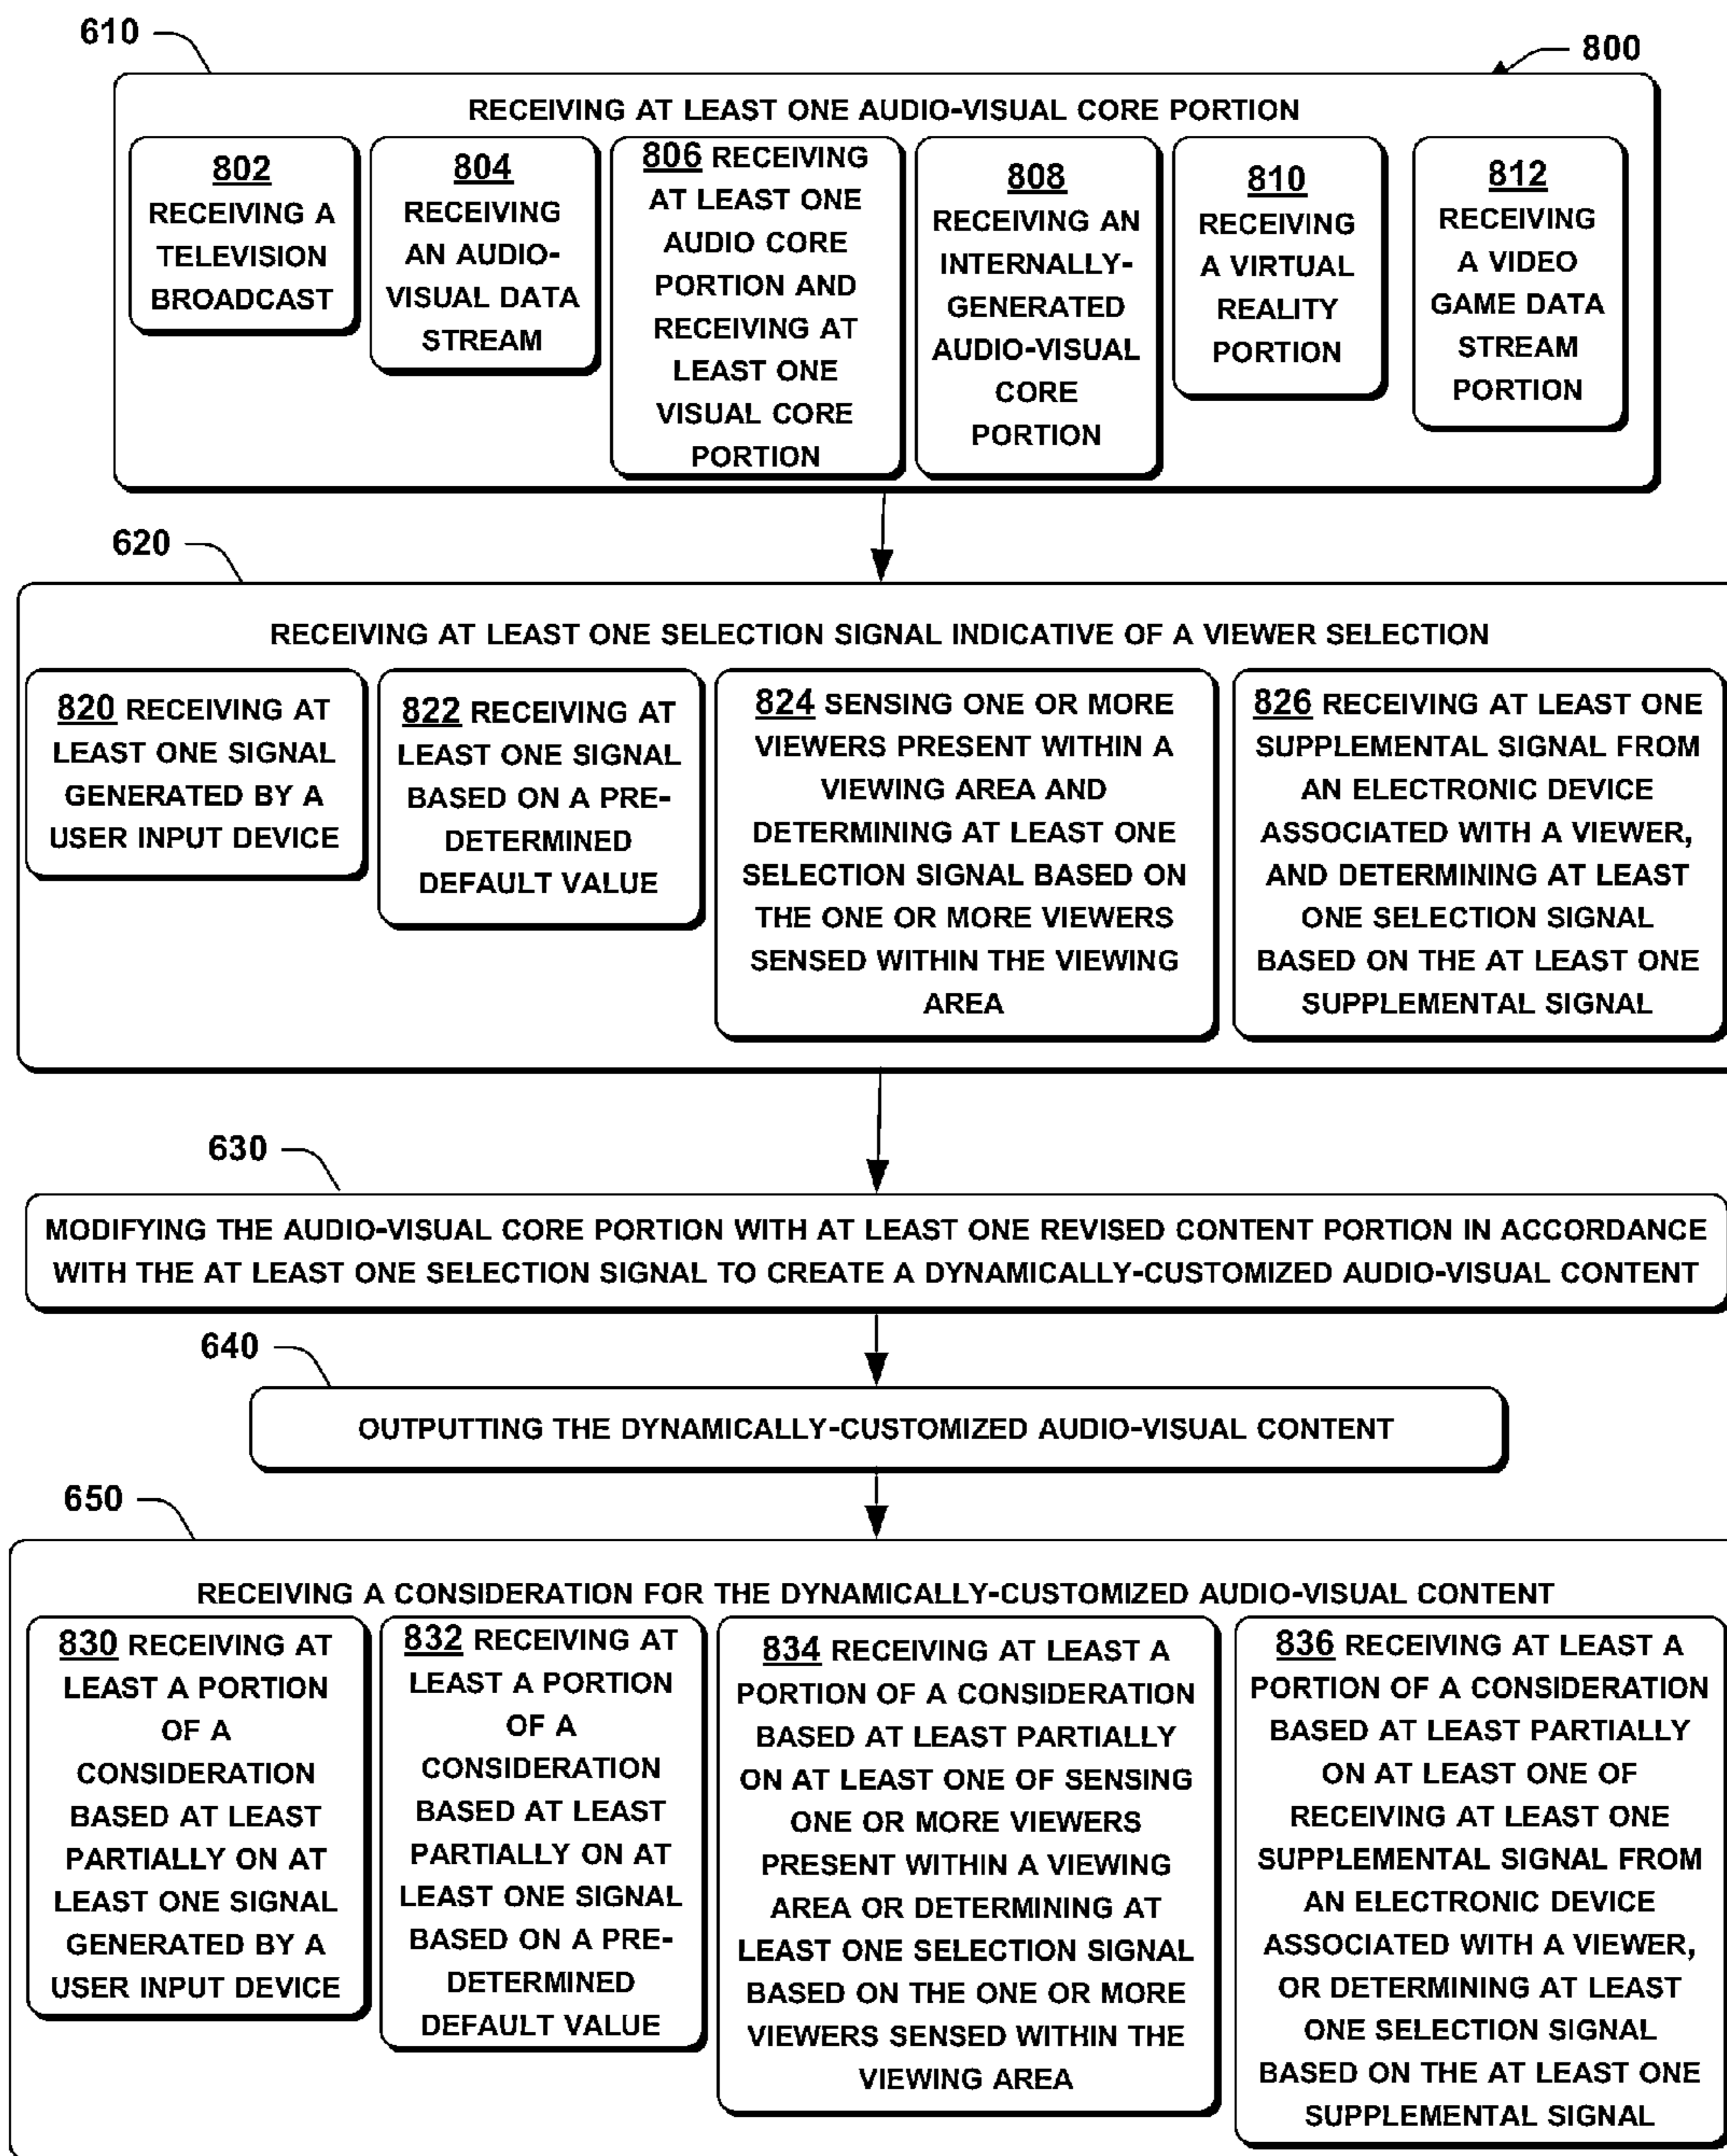 610
800
RECEIVING AT LEAST ONE AUDIO-VISUAL CORE PORTION
802
RECEIVING A
TELEVISION
BROADCAST
804
RECEIVING
AN AUDIO-
VISUAL DATA
STREAM
806 RECEIVING
AT LEAST ONE
AUDIO CORE
PORTION AND
RECEIVING AT
LEAST ONE
VISUAL CORE
PORTION
808
RECEIVING AN
INTERNALLY-
GENERATED
AUDIO-VISUAL
CORE
PORTION
810
RECEIVING
A VIRTUAL
REALITY
PORTION
812
RECEIVING
A VIDEO
GAME DATA
STREAM
PORTION
620
RECEIVING AT LEAST ONE SELECTION SIGNAL INDICATIVE OF A VIEWER SELECTION
820 RECEIVING AT
LEAST ONE SIGNAL
GENERATED BY A
USER INPUT DEVICE
822 RECEIVING AT
LEAST ONE SIGNAL
BASED ON A PRE-
DETERMINED
DEFAULT VALUE
824 SENSING ONE OR MORE
VIEWERS PRESENT WITHIN A
VIEWING AREA AND
DETERMINING AT LEAST ONE
SELECTION SIGNAL BASED ON
THE ONE OR MORE VIEWERS
SENSED WITHIN THE VIEWING
AREA
826 RECEIVING AT LEAST ONE
SUPPLEMENTAL SIGNAL FROM
AN ELECTRONIC DEVICE
ASSOCIATED WITH A VIEWER,
AND DETERMINING AT LEAST
ONE SELECTION SIGNAL
BASED ON THE AT LEAST ONE
SUPPLEMENTAL SIGNAL
630
MODIFYING THE AUDIO-VISUAL CORE PORTION WITH AT LEAST ONE REVISED CONTENT PORTION IN ACCORDANCE
WITH THE AT LEAST ONE SELECTION SIGNAL TO CREATE A DYNAMICALLY-CUSTOMIZED AUDIO-VISUAL CONTENT
640
OUTPUTTING THE DYNAMICALLY-CUSTOMIZED AUDIO-VISUAL CONTENT
650
RECEIVING A CONSIDERATION FOR THE DYNAMICALLY-CUSTOMIZED AUDIO-VISUAL CONTENT
830 RECEIVING AT
LEAST A PORTION
OF A
CONSIDERATION
BASED AT LEAST
PARTIALLY ON AT
LEAST ONE SIGNAL
GENERATED BY A
USER INPUT DEVICE
832 RECEIVING AT
LEAST A PORTION
OF A
CONSIDERATION
BASED AT LEAST
PARTIALLY ON AT
LEAST ONE SIGNAL
BASED ON A PRE-
DETERMINED
DEFAULT VALUE
834 RECEIVING AT LEAST A
PORTION OF A CONSIDERATION
BASED AT LEAST PARTIALLY
ON AT LEAST ONE OF SENSING
ONE OR MORE VIEWERS
PRESENT WITHIN A VIEWING
AREA OR DETERMINING AT
LEAST ONE SELECTION SIGNAL
BASED ON THE ONE OR MORE
VIEWERS SENSED WITHIN THE
VIEWING AREA
836 RECEIVING AT LEAST A
PORTION OF A CONSIDERATION
BASED AT LEAST PARTIALLY
ON AT LEAST ONE OF
RECEIVING AT LEAST ONE
SUPPLEMENTAL SIGNAL FROM
AN ELECTRONIC DEVICE
ASSOCIATED WITH A VIEWER,
OR DETERMINING AT LEAST
ONE SELECTION SIGNAL
BASED ON THE AT LEAST ONE
SUPPLEMENTAL SIGNAL